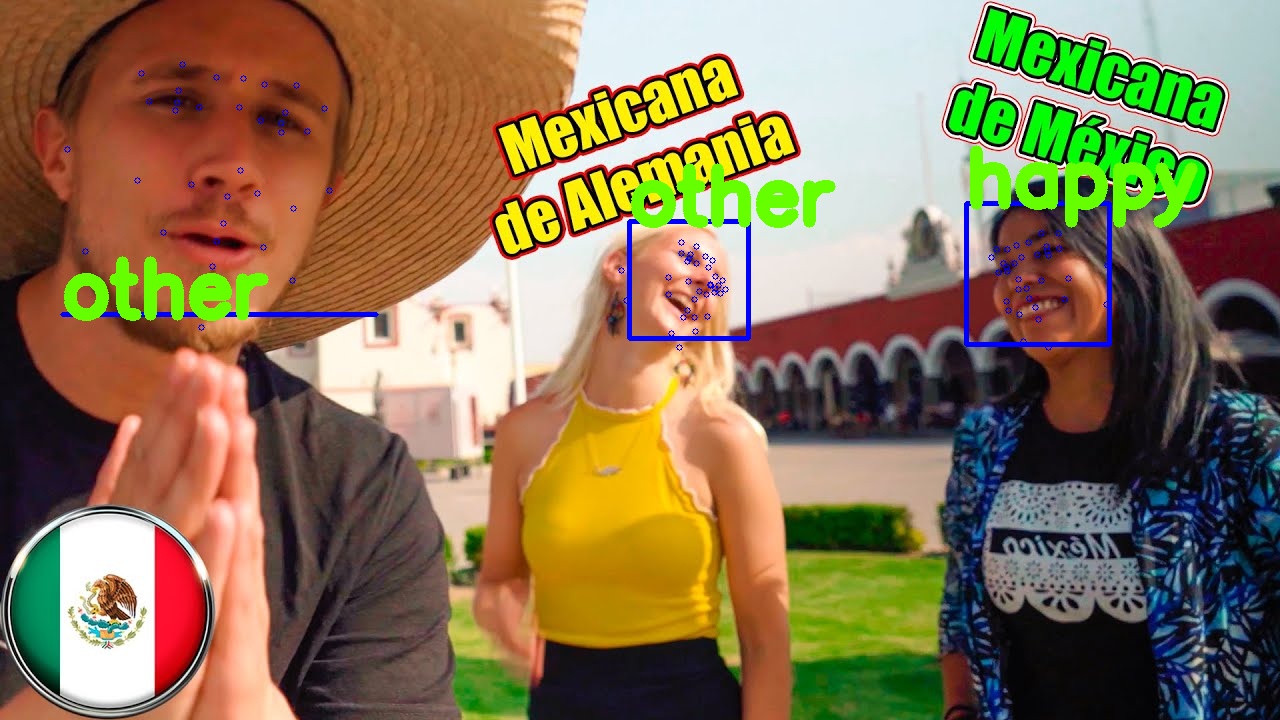 Mexicana
de Alemania
Mexicana
de México
other
other
happy
México